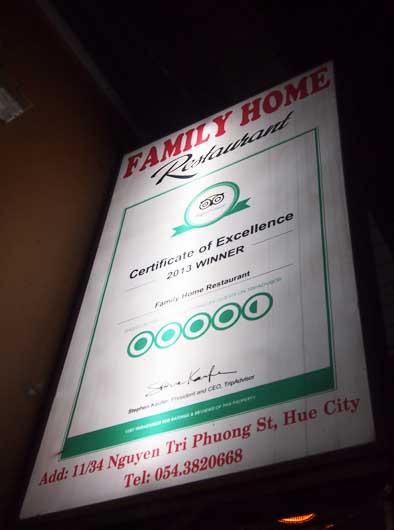 FAMILY HOME
Restaurant
Certificate of Excellence
2013 WINNER
Family Home Restaurant
Stephen Kaufer, President and CEO, TripAdvisor
Add: 11/34 Nguyen Tri Phuong St, Hue City
Tel: 054.3820668